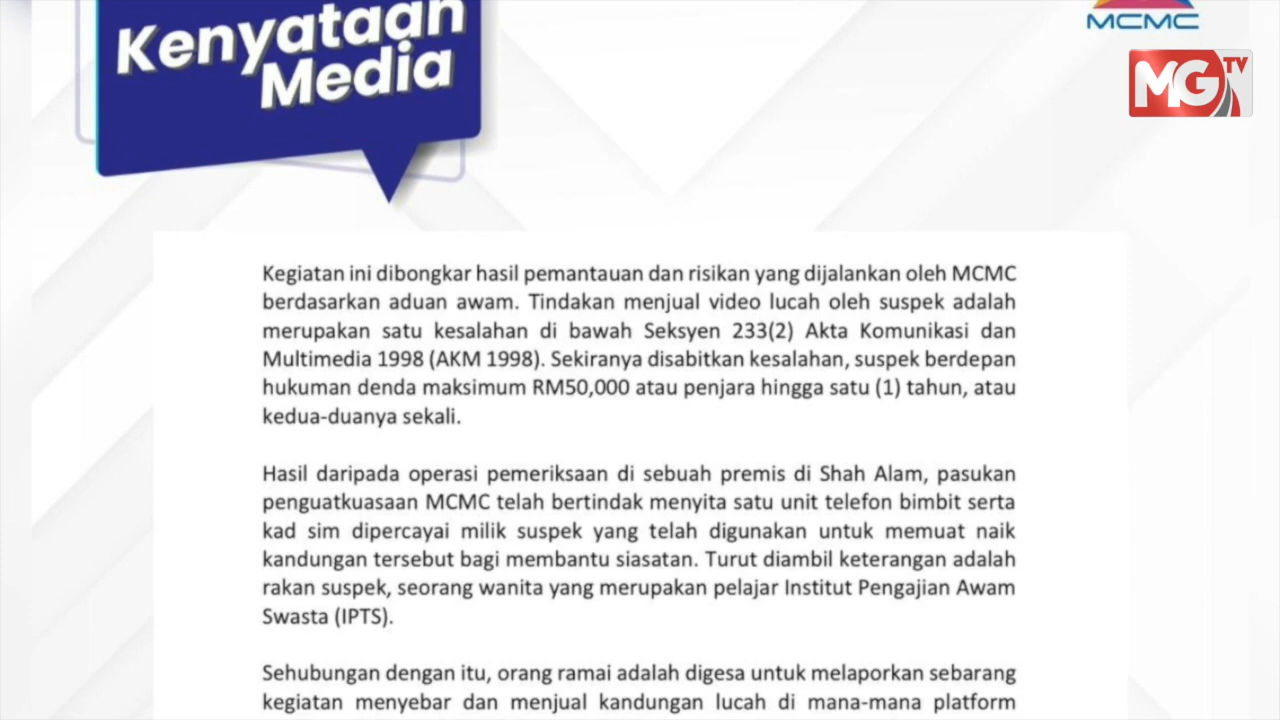 Kenyataan
Media
MCMC
MGTV
Kegiatan ini dibongkar hasil pemantauan dan risikan yang dijalankan oleh MCMC
berdasarkan aduan awam. Tindakan menjual video lucah oleh suspek adalah
merupakan satu kesalahan di bawah Seksyen 233(2) Akta Komunikasi dan
Multimedia 1998 (AKM 1998). Sekiranya disabitkan kesalahan, suspek berdepan
hukuman denda maksimum RM50,000 atau penjara hingga satu (1) tahun, atau
kedua-duanya sekali.
Hasil daripada operasi pemeriksaan di sebuah premis di Shah Alam, pasukan
penguatkuasaan MCMC telah bertindak menyita satu unit telefon bimbit serta
kad sim dipercayai milik suspek yang telah digunakan untuk memuat naik
kandungan tersebut bagi membantu siasatan. Turut diambil keterangan adalah
rakan suspek, seorang wanita yang merupakan pelajar Institut Pengajian Awam
Swasta (IPTS).
Sehubungan dengan itu, orang ramai adalah digesa untuk melaporkan sebarang
kegiatan menyebar dan menjual kandungan lucah di mana-mana platform